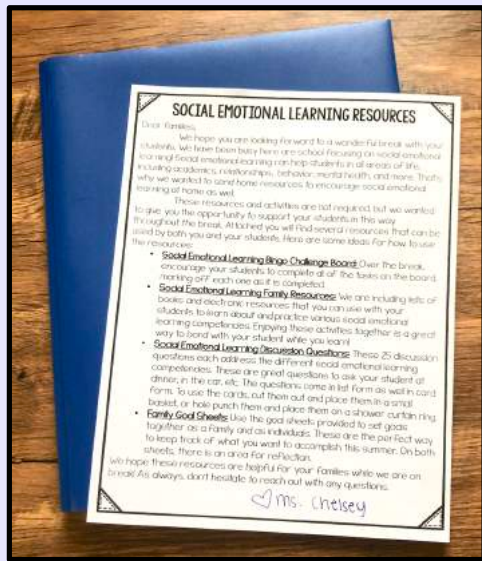 SOCIAL EMOTIONAL LEARNING RESOURCES
Dear Families,
We hope you are looking forward to a wonderful break with your
students. We have been busy here are school focusing on social emotional
learning! Social emotional learning can help students in all areas of life,
including academics, relationships, behavior, mental health, and more. That's
why we wanted to send home resources to encourage social emotional
learning at home as well.
These resources and activities are not required, but we wanted
to give you the opportunity to support your students in this way
throughout the break. Attached you will find several resources that can be
used by both you and your students. Here are some ideas for how to use
the resources:
• Social Emotional Learning Bingo Challenge Board: Over the break,
encourage your students to complete all of the tasks on the board,
marking off each one as it is completed.
• Social Emotional Learning Family Resources: We are including lists of
books and electronic resources that you can use with your
students to learn about and practice various social emotional
learning competencies. Enjoying these activities together is a great
way to bond with your student while you learn!
• Social Emotional Learning Discussion Questions: These 25 discussion
questions each address the different social emotional learning
competencies. These are great questions to ask your student at
dinner, in the car, etc. The questions come in list form as well in card
form. To use the cards, cut them out and place them in a small
basket, or hole punch them and place them on a shower curtain ring.
• Family Goal Sheets: Use the goal sheets provided to set goals
together as a family and as individuals. These are the perfect way
to keep track of what you want to accomplish this summer. On both
sheets, there is an area for reflection.
We hope these resources are helpful for your families while we are on
break! As always, don't hesitate to reach out with any questions.
♡ Ms. Chelsey